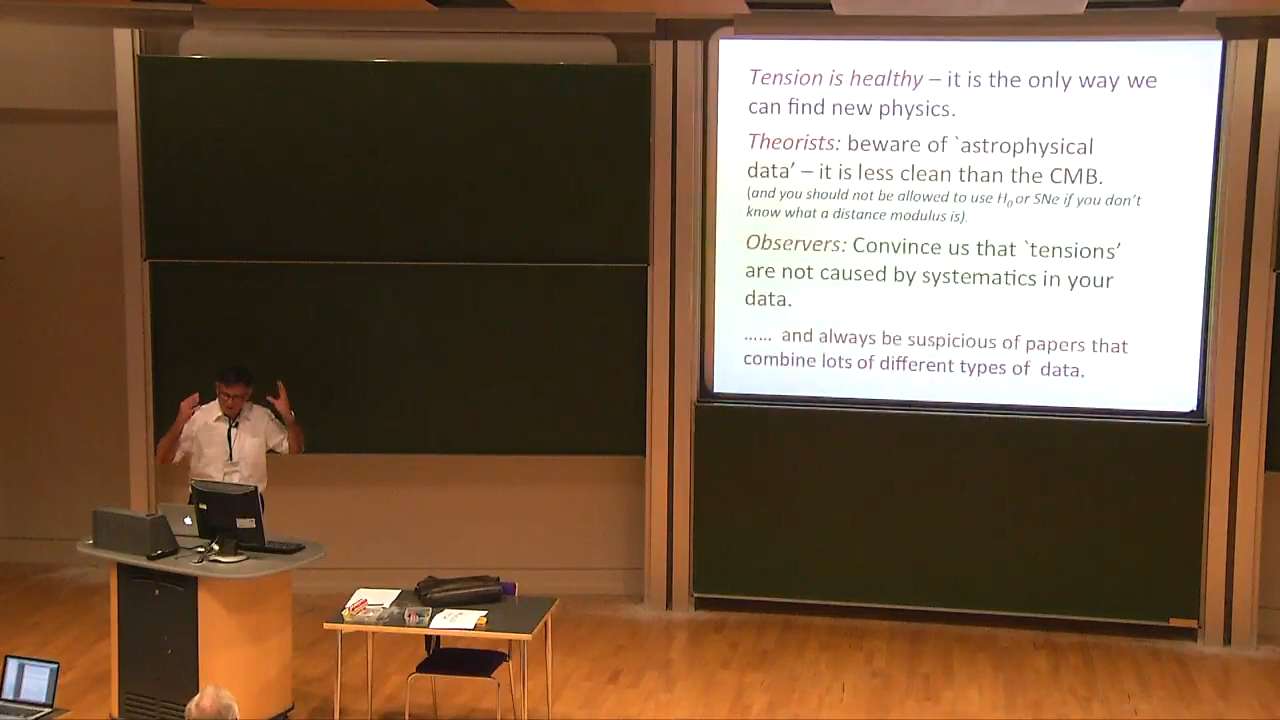 Tension is healthy – it is the only way we
can find new physics.
Theorists: beware of `astrophysical
data’ – it is less clean than the CMB.
(and you should not be allowed to use H0 or SNe if you don’t
know what a distance modulus is).
Observers: Convince us that `tensions’
are not caused by systematics in your
data.
...... and always be suspicious of papers that
combine lots of different types of data.